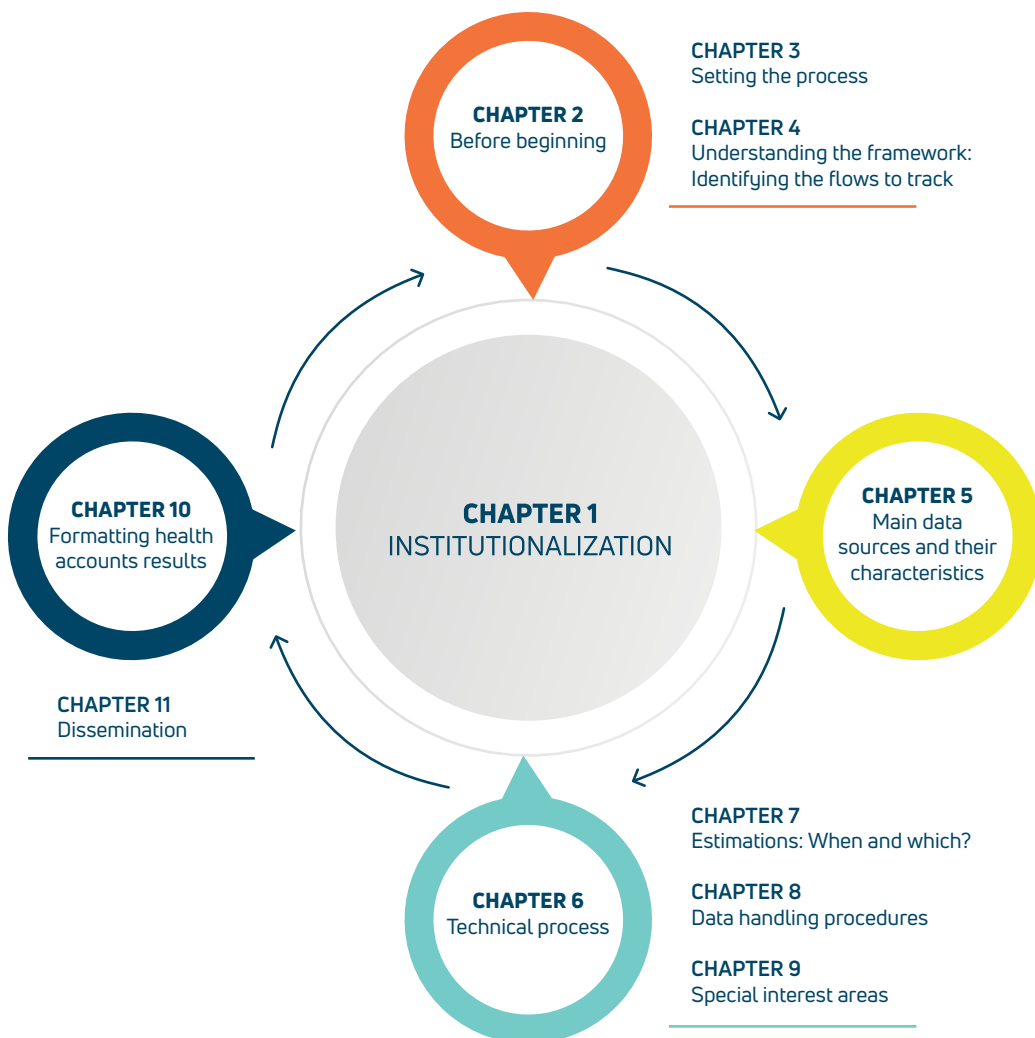 CHAPTER 2
Before beginning
CHAPTER 3
Setting the process
CHAPTER 4
Understanding the framework:
Identifying the flows to track
CHAPTER 1
INSTITUTIONALIZATION
CHAPTER 5
Main data
sources and their
characteristics
CHAPTER 6
Technical process
CHAPTER 7
Estimations: When and which?
CHAPTER 8
Data handling procedures
CHAPTER 9
Special interest areas
CHAPTER 10
Formatting health
accounts results
CHAPTER 11
Dissemination